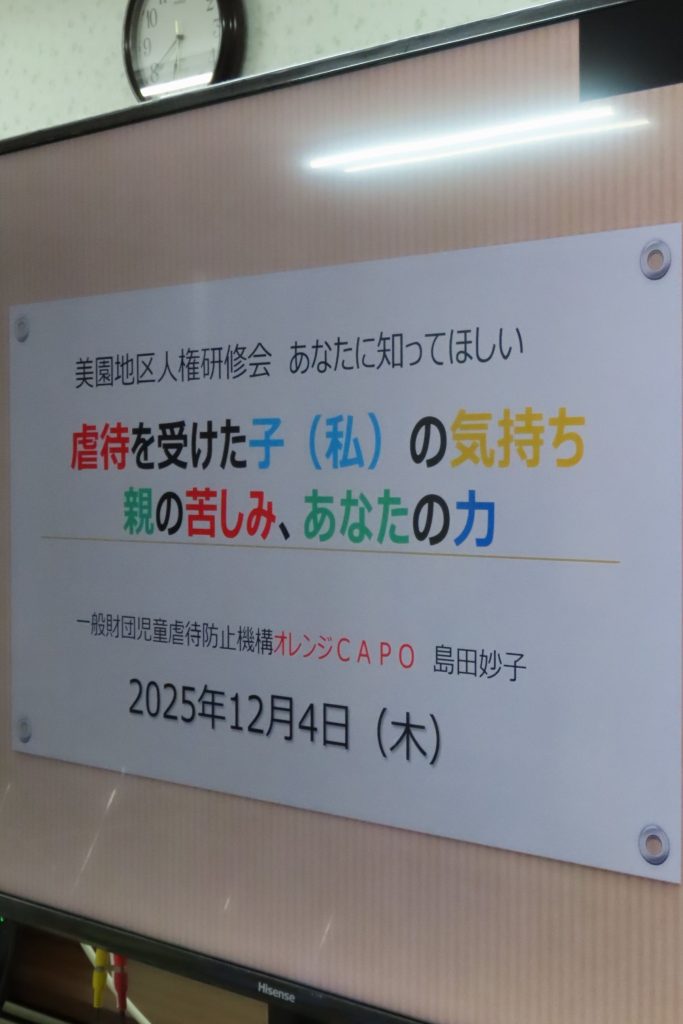 10
9
8
美園地区人権研修会 あなたに知ってほしい
虐待を受けた子（私）の気持ち
親の苦しみ、あなたの力
一般財団児童虐待防止機構オレンジＣＡＰＯ 島田妙子
2025年12月4日（木）
Hisense